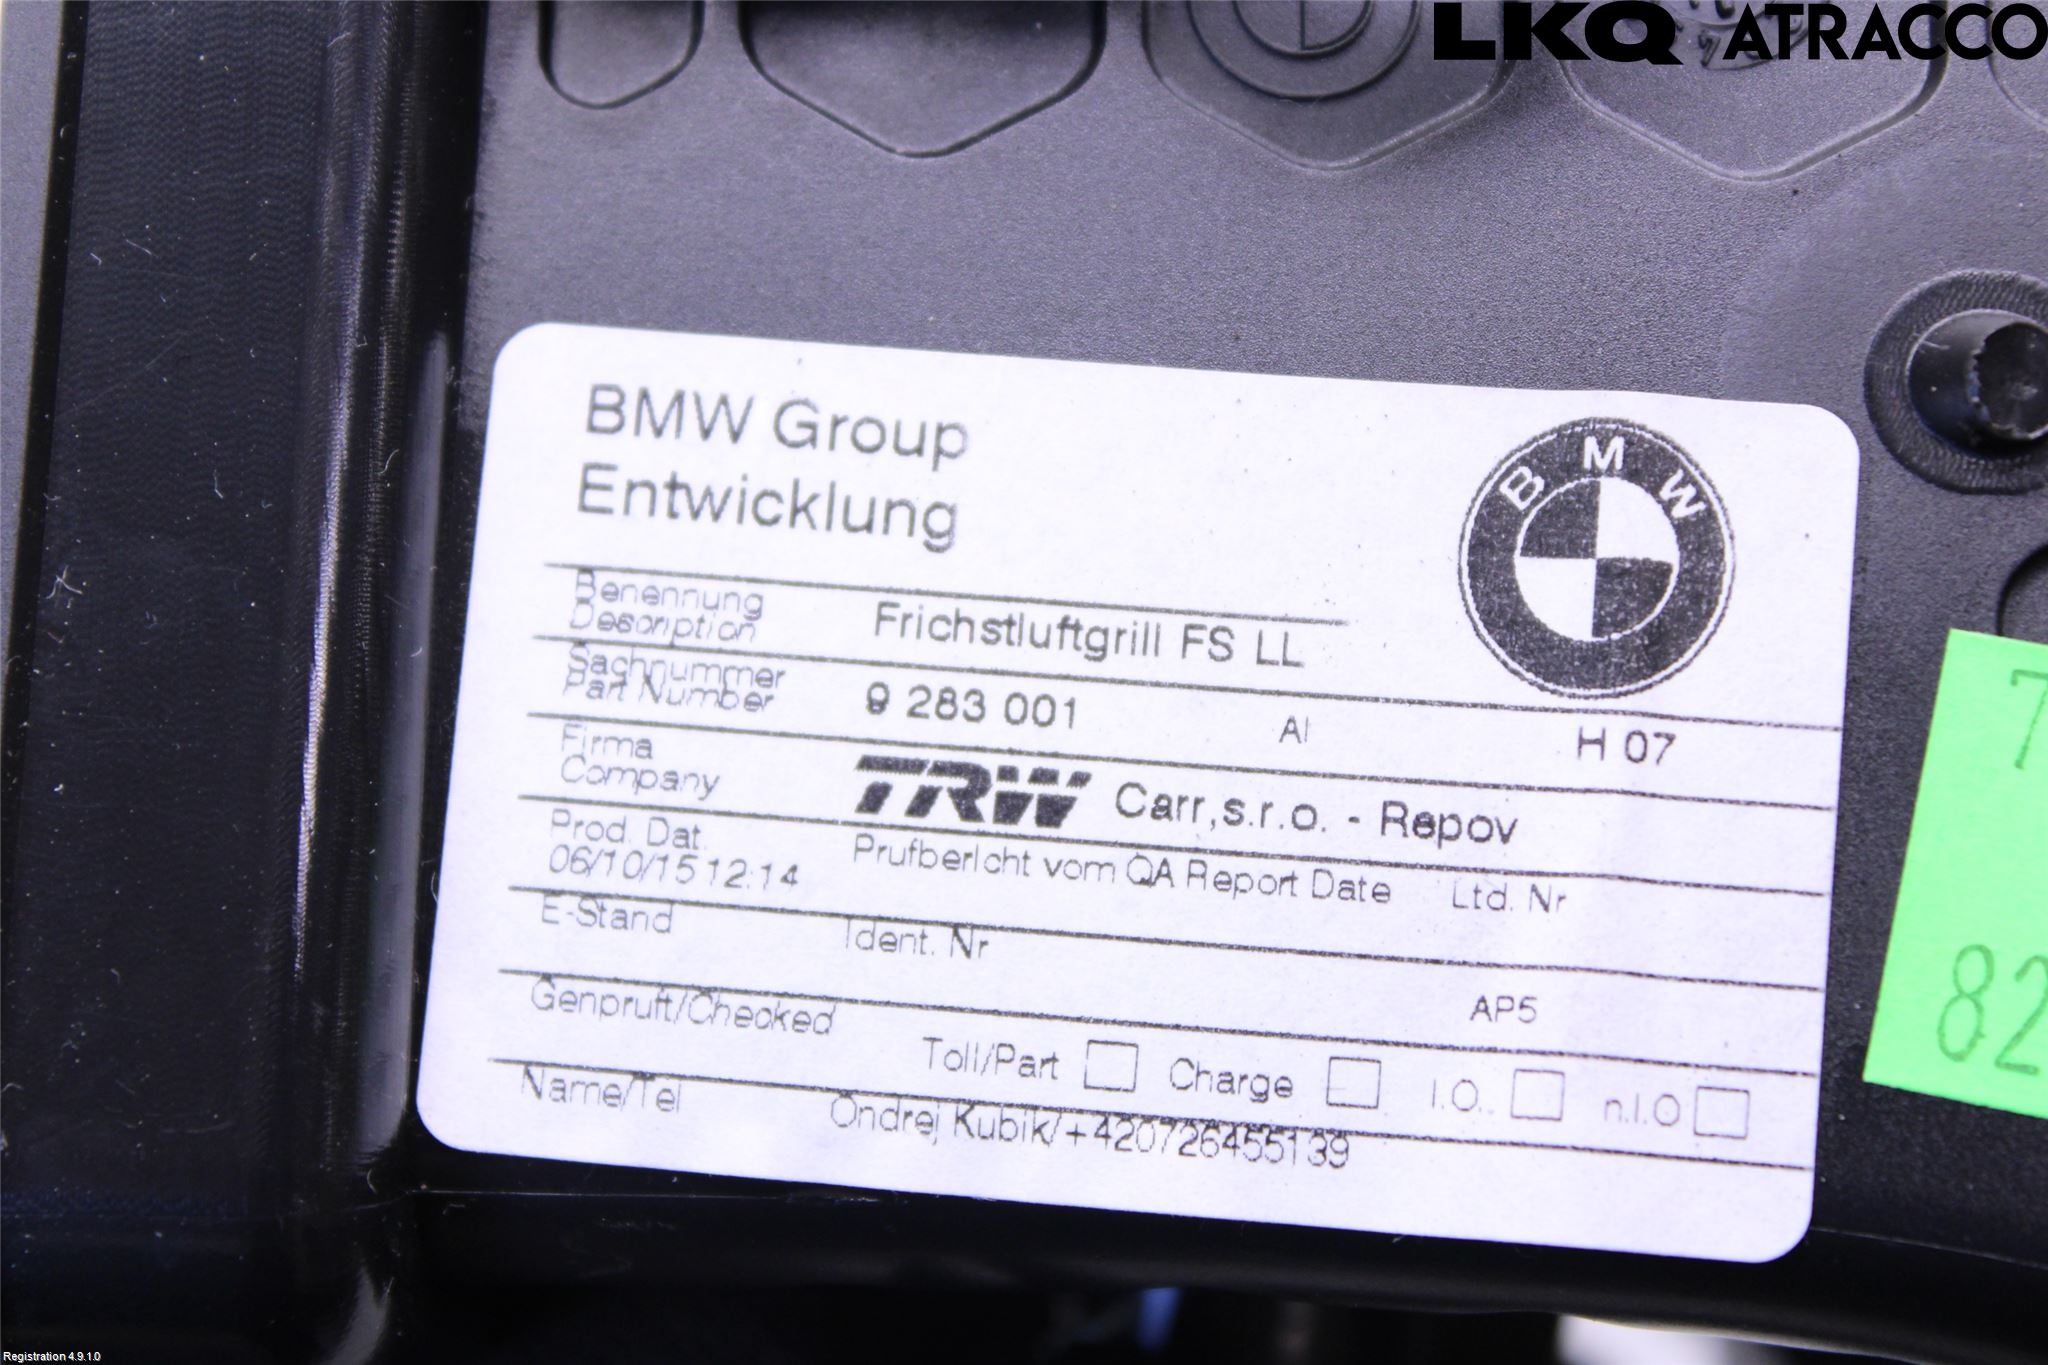 LKQ ATRACCO
BMW Group
Entwicklung
BMW
Benennung
Description
Frichstluftgrill FS LL
Sachnummer
Part Number
9 283 001 AI H 07
Firma
Company
TRW Carr,s.r.o. - Repov
Prod. Dat.
06/10/15 12:14
Prufbericht vom QA Report Date Ltd. Nr
E-Stand Ident. Nr
AP5
Genpruft/Checked
Toll/Part Charge I.O.. n.I.O
Name/Tel Ondrej Kubik/+420726455139
82
Registration 4.9.1.0